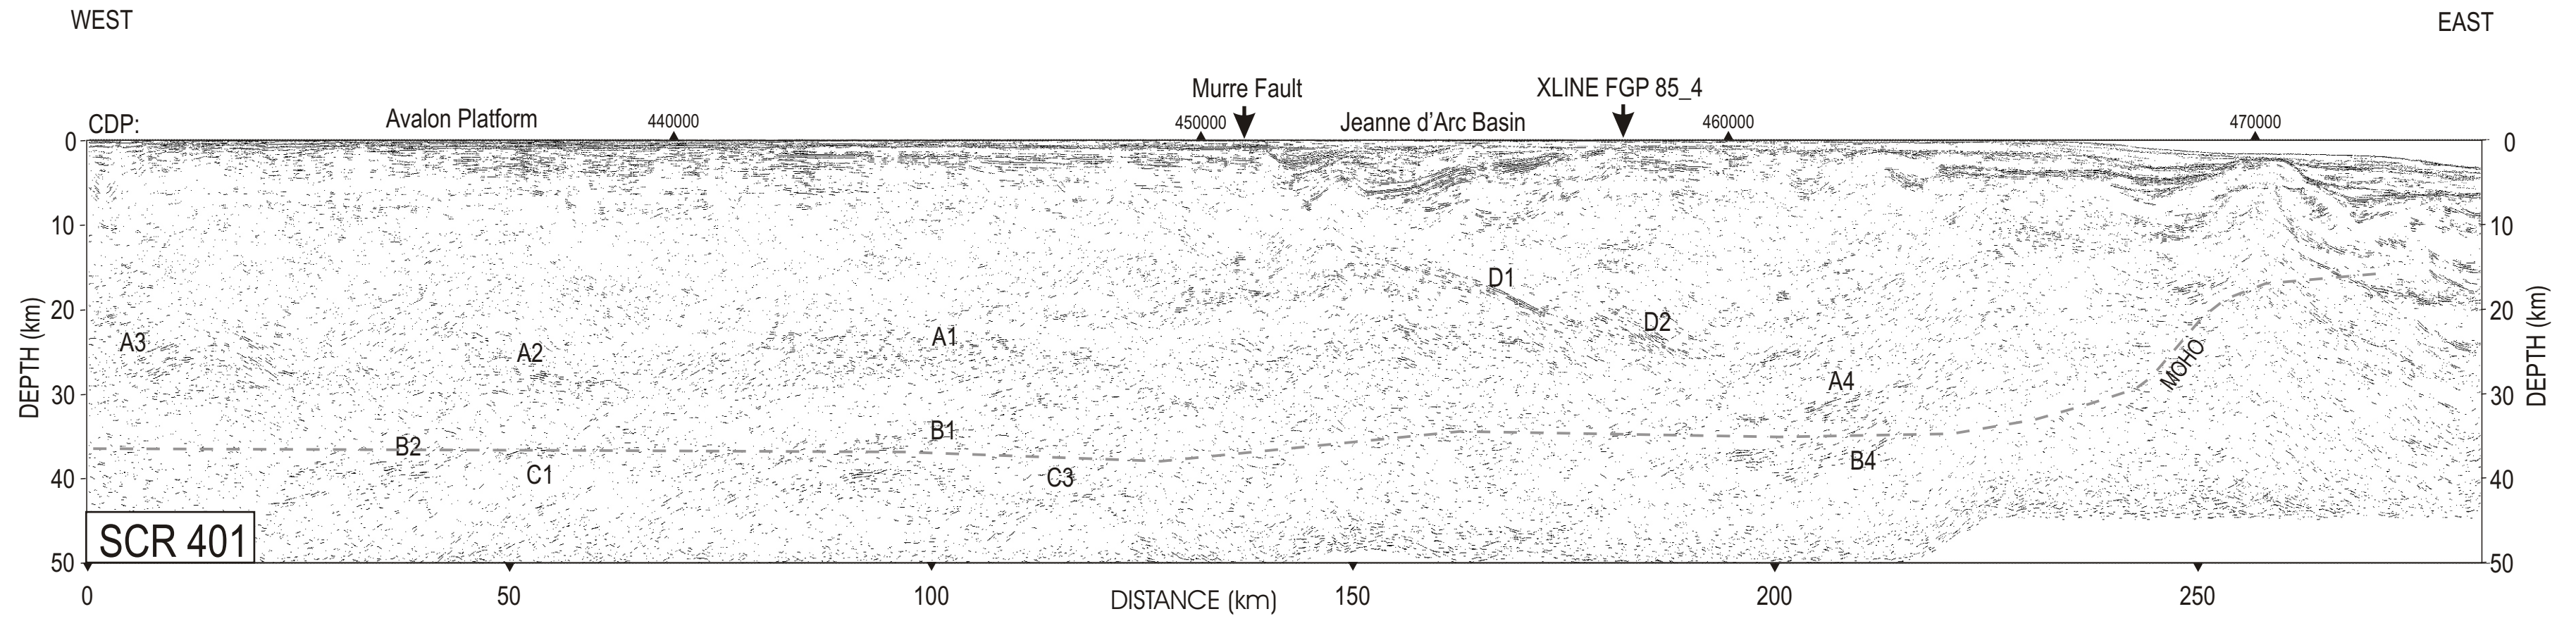 WEST
EAST
Murre Fault
XLINE FGP 85_4
CDP:
Avalon Platform
440000
450000
Jeanne d'Arc Basin
460000
470000
0
0
10
10
D1
A3
A2
A1
20
D2
20
DEPTH (km)
DEPTH (km)
A4
MOHO
30
30
B2
B1
C1
C3
B4
40
40
SCR 401
50
50
0
50
100
DISTANCE (km)
150
200
250